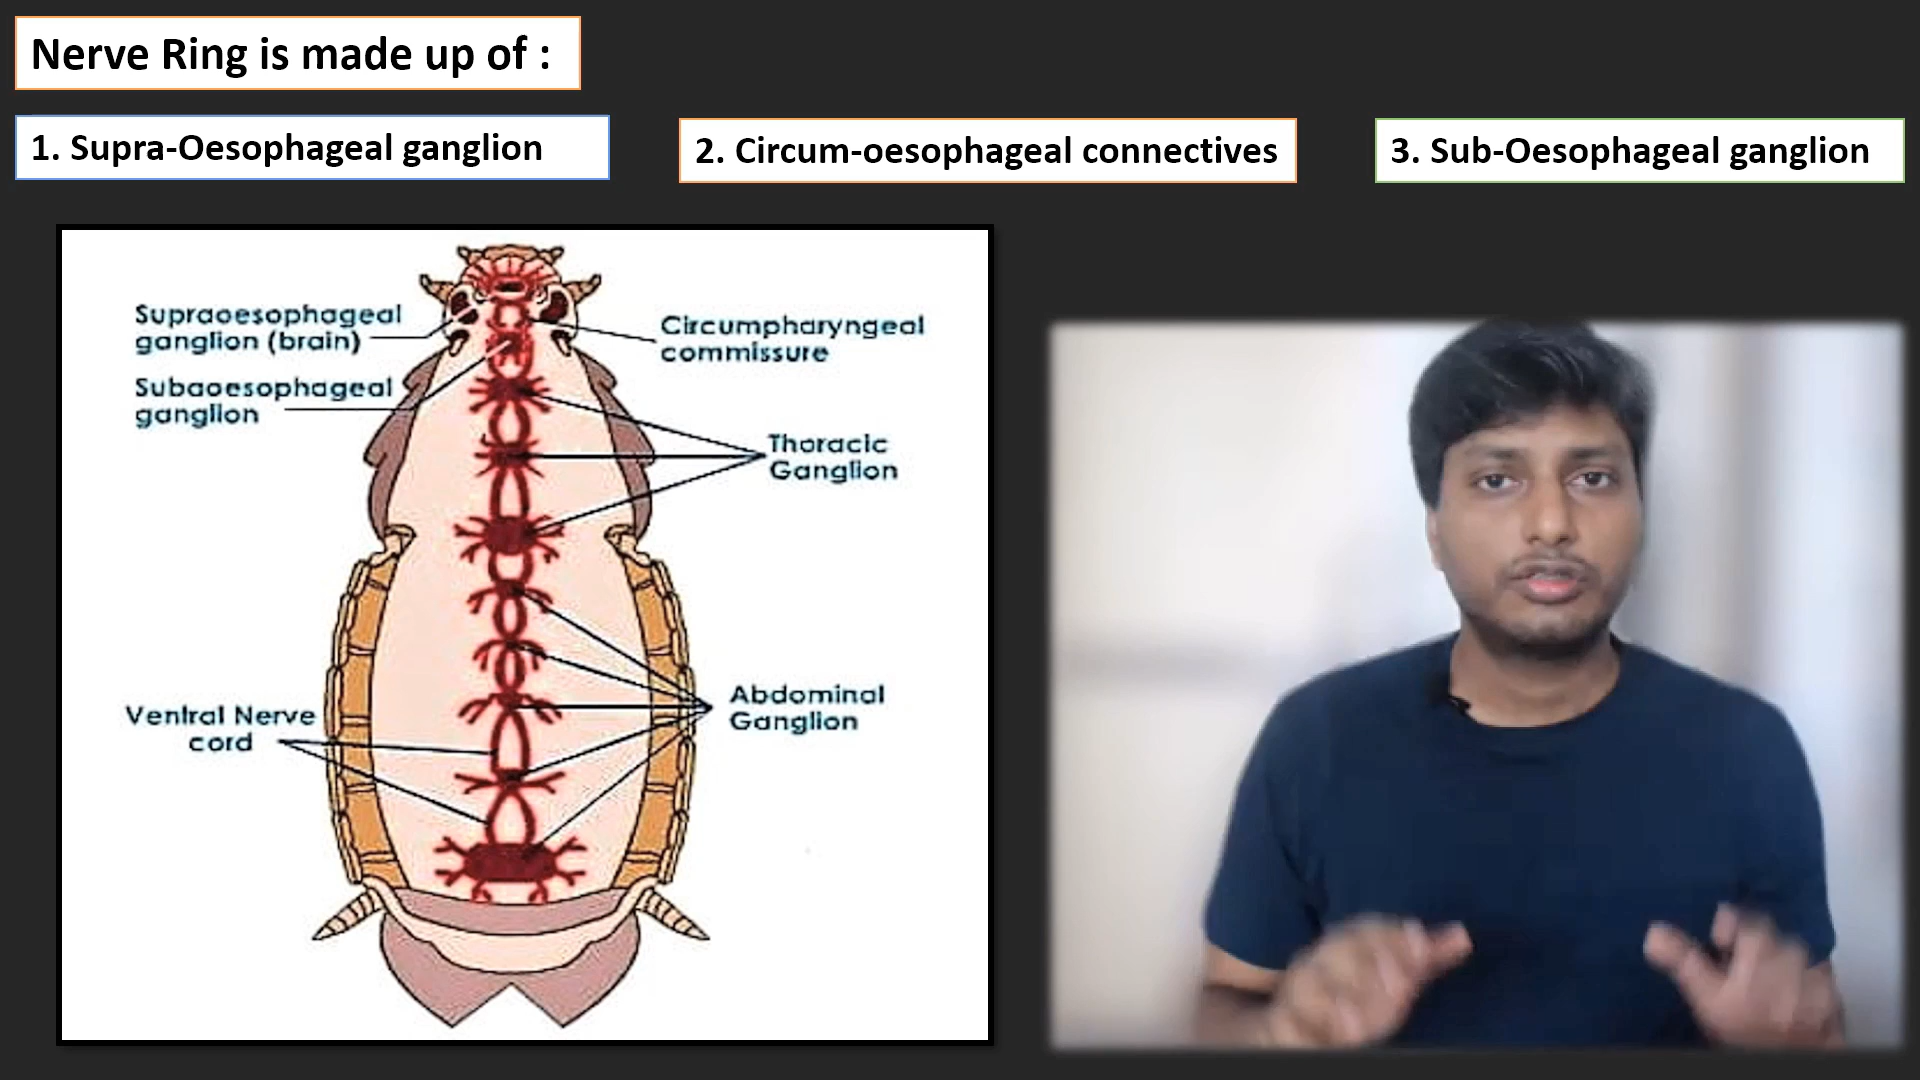 Nerve Ring is made up of :
1. Supra-Oesophageal ganglion
2. Circum-oesophageal connectives
3. Sub-Oesophageal ganglion
Supraoesophageal
ganglion (brain)
Circumpharyngeal
commissure
Subaoesophageal
ganglion
Thoracic
Ganglion
Abdominal
Ganglion
Ventral Nerve
cord